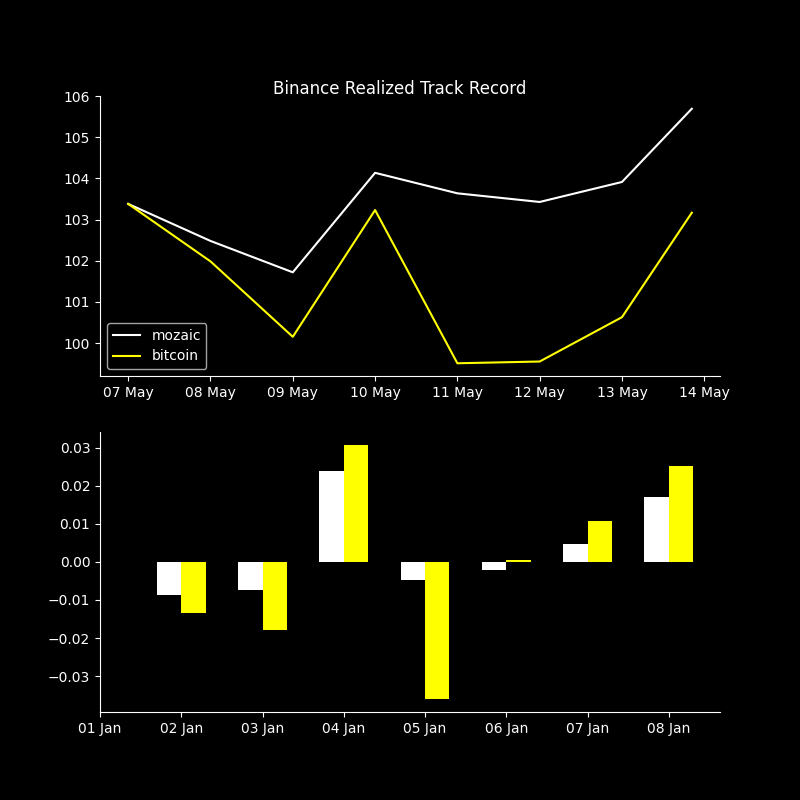 Binance Realized Track Record
106
105
104
103
102
101
100
mozaic
bitcoin
07 May 08 May 09 May 10 May 11 May 12 May 13 May 14 May
0.03
0.02
0.01
0.00
−0.01
−0.02
−0.03
01 Jan 02 Jan 03 Jan 04 Jan 05 Jan 06 Jan 07 Jan 08 Jan